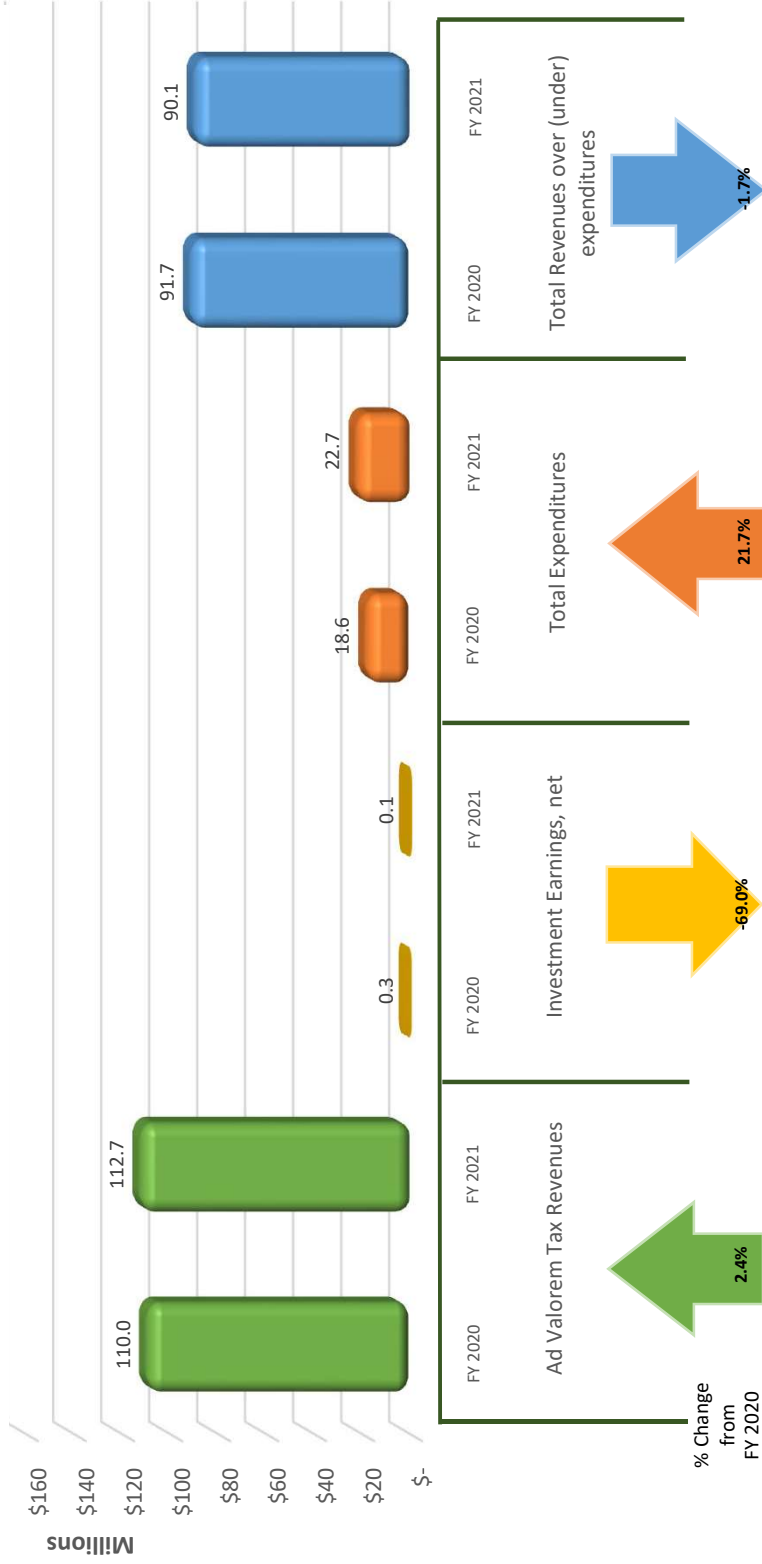 Millions
$160
$140
$120
$100
$80
$60
$40
$20
$-
110.0
112.7
0.3
0.1
18.6
22.7
91.7
90.1
FY 2020
FY 2021
FY 2020
FY 2021
FY 2020
FY 2021
FY 2020
FY 2021
Ad Valorem Tax Revenues
Investment Earnings, net
Total Expenditures
Total Revenues over (under)
expenditures
% Change
from
FY 2020
2.4%
-69.0%
21.7%
-1.7%